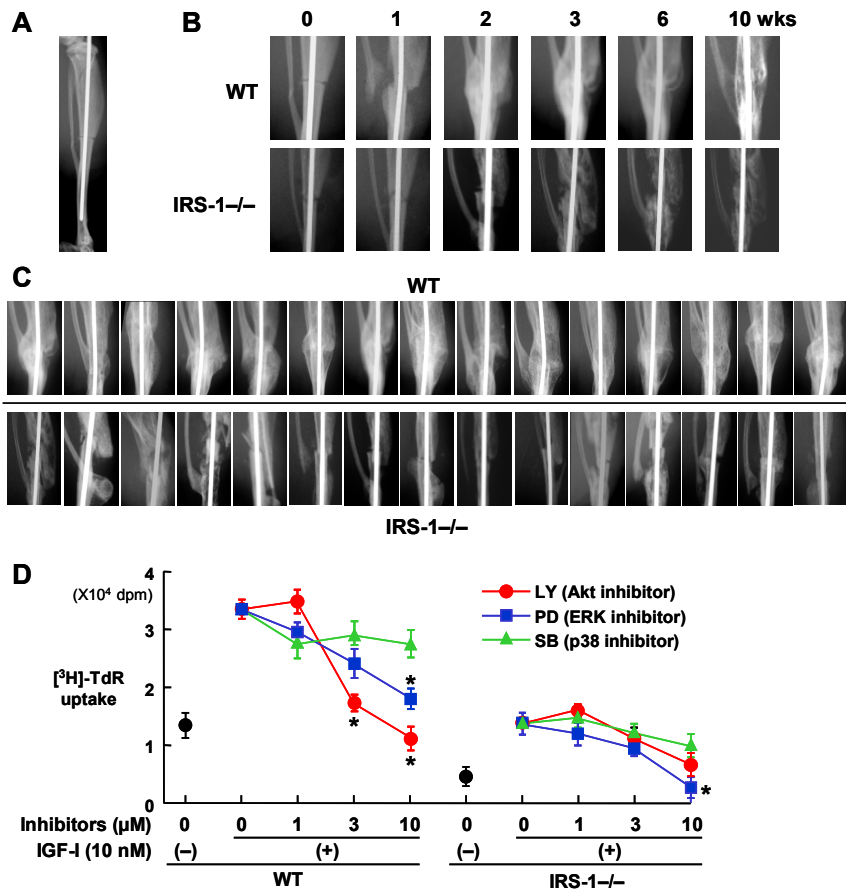 A
B
0 1 2 3 6 10 wks
WT
IRS-1–/–
C
WT
IRS-1–/–
D
4
(X10⁴ dpm)
3
[³H]-TdR
uptake
2
1
0
LY (Akt inhibitor)
PD (ERK inhibitor)
SB (p38 inhibitor)
*
*
*
*
*
Inhibitors (μM) 0 0 1 3 10 0 0 1 3 10
IGF-I (10 nM) (–) (+) (–) (+)
WT IRS-1–/–